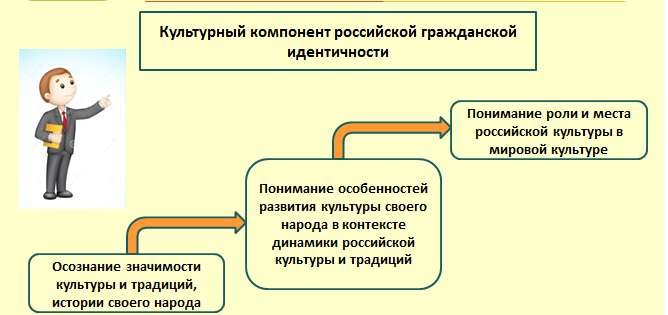 Культурный компонент российской гражданской
идентичности
Понимание роли и места
российской культуры в
мировой культуре
Понимание особенностей
развития культуры своего
народа в контексте
динамики российской
культуры и традиций
Осознание значимости
культуры и традиций,
истории своего народа